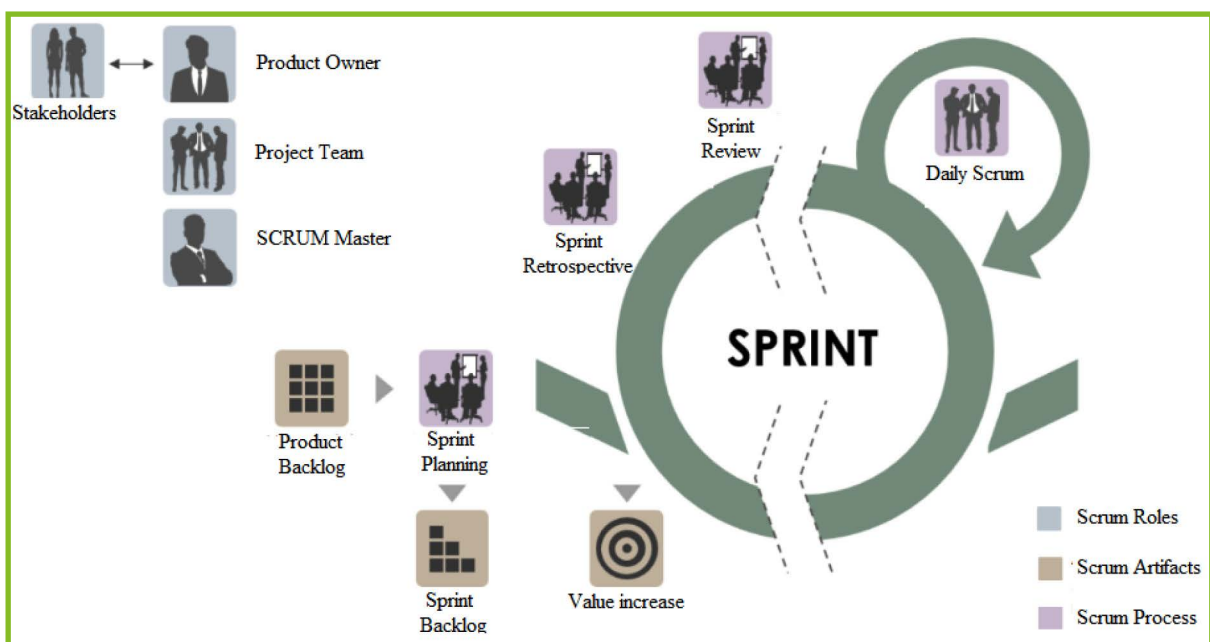 Stakeholders
Product Owner
Project Team
SCRUM Master
Sprint
Review
Sprint
Retrospective
Daily Scrum
SPRINT
Product
Backlog
Sprint
Planning
Sprint
Backlog
Value increase
Scrum Roles
Scrum Artifacts
Scrum Process